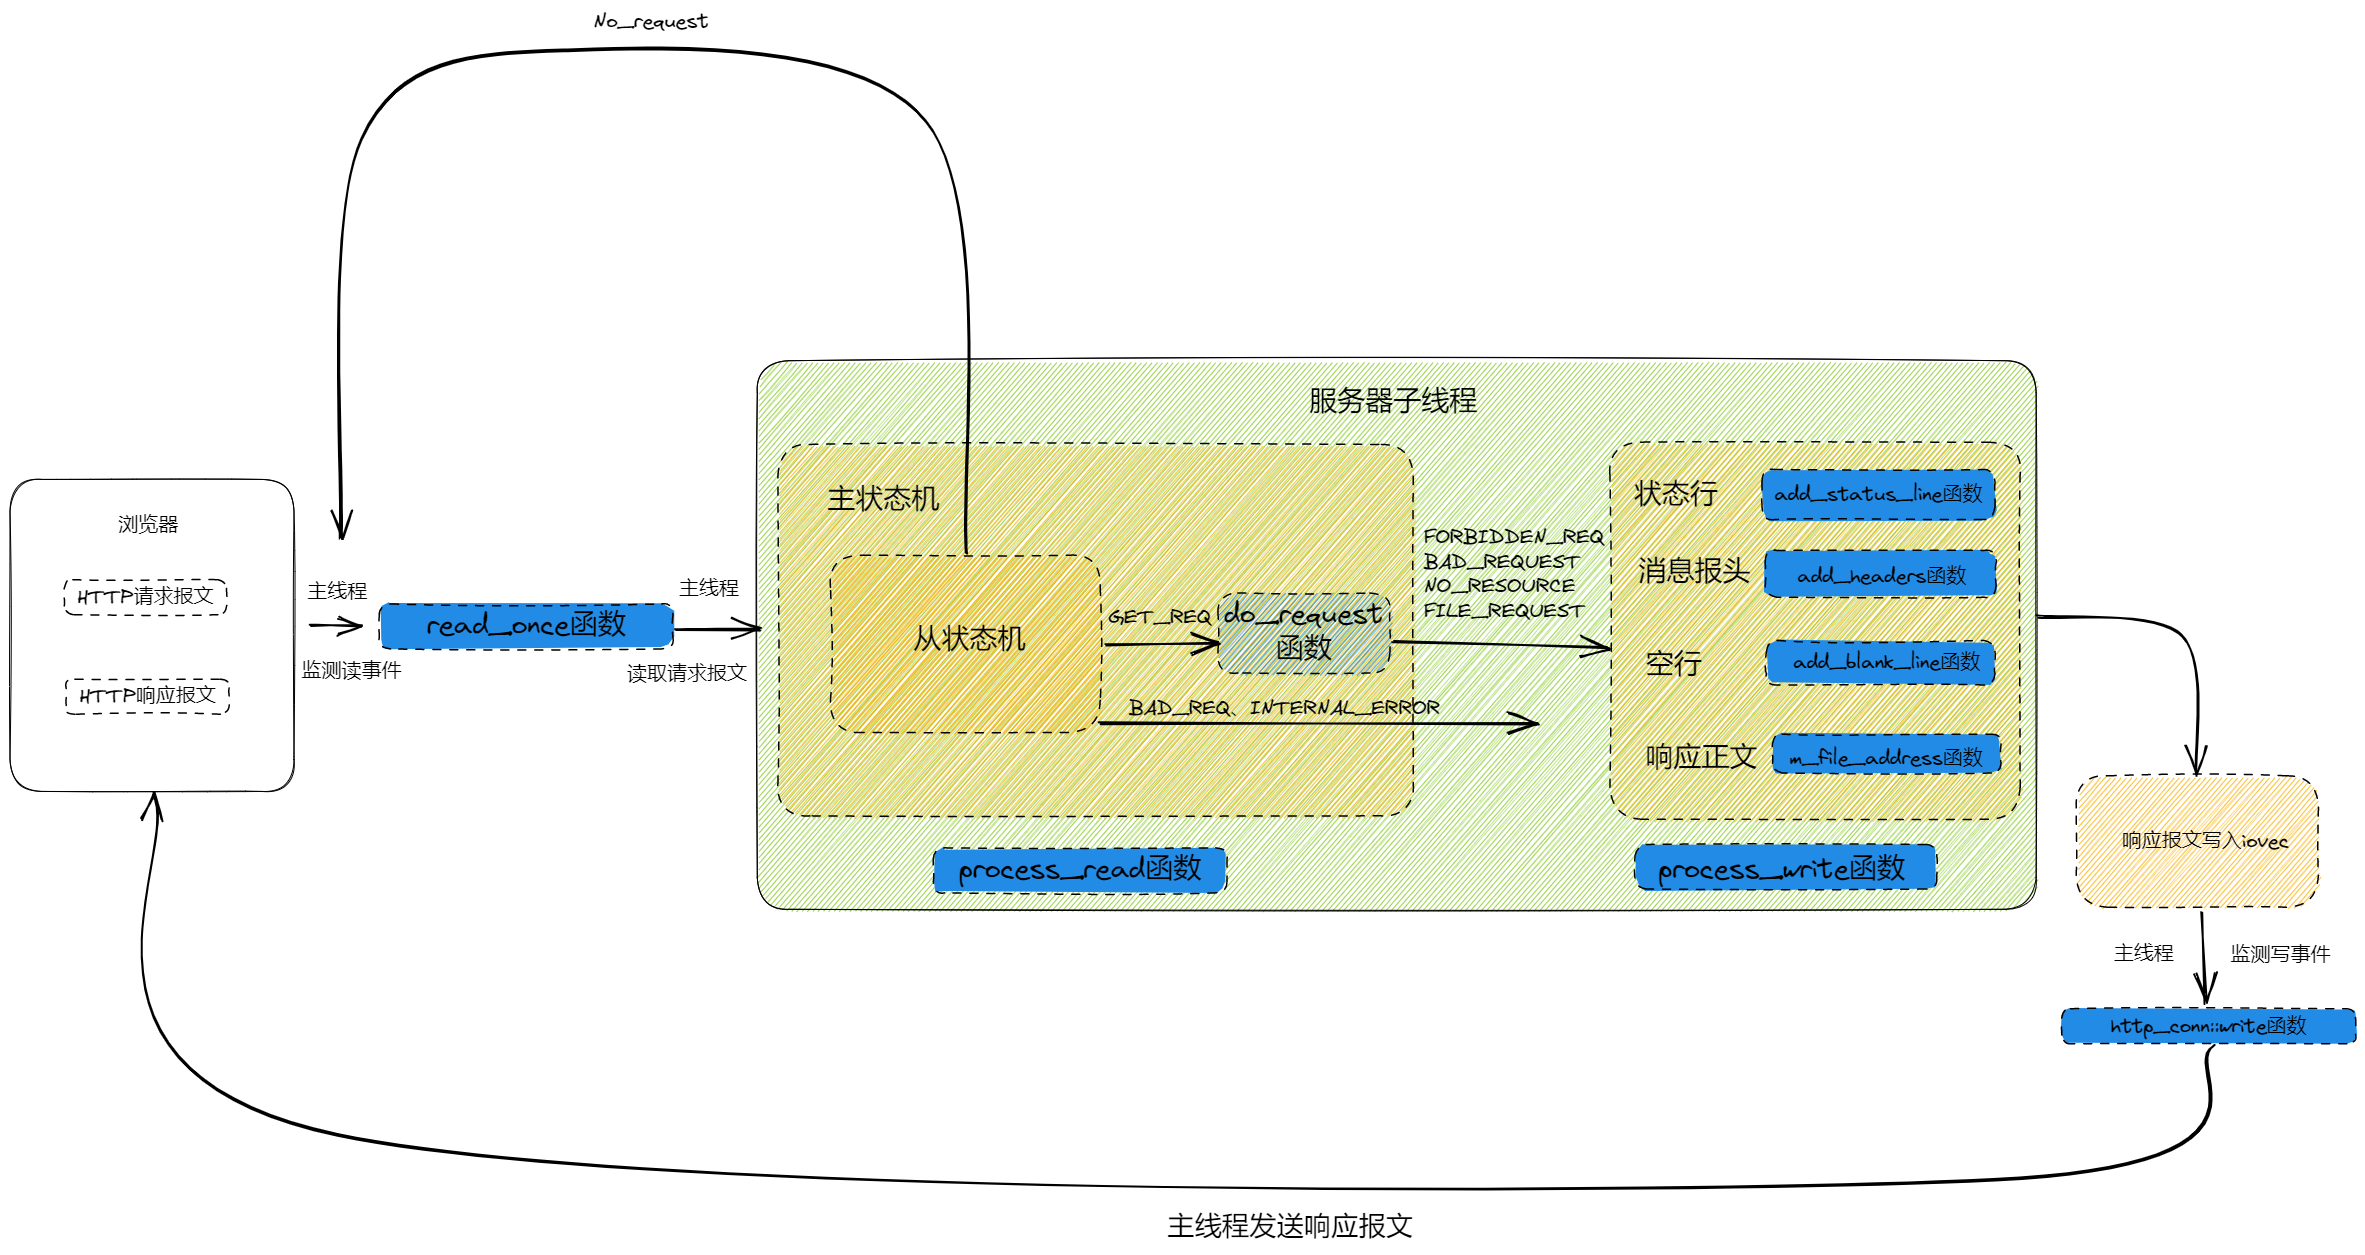 No_request
服务器子线程
浏览器
HTTP请求报文
HTTP响应报文
主线程
监测读事件
read_once函数
主线程
读取请求报文
主状态机
从状态机
GET_REQ
do_request
函数
BAD_REQ、INTERNAL_ERROR
FORBIDDEN_REQ
BAD_REQUEST
NO_RESOURCE
FILE_REQUEST
状态行
add_status_line函数
消息报头
add_headers函数
空行
add_blank_line函数
响应正文
m_file_address函数
process_read函数
process_write函数
响应报文写入iovec
主线程
监测写事件
http_conn::write函数
主线程发送响应报文